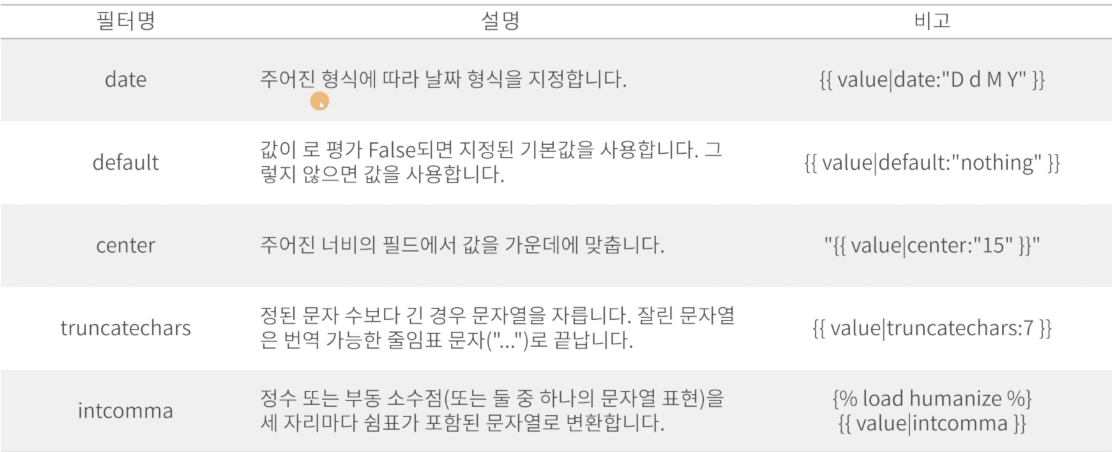 필터명 설명 비고
date 주어진 형식에 따라 날짜 형식을 지정합니다. {{ value|date:"D d M Y" }}
default 값이 로 평가 False되면 지정된 기본값을 사용합니다. 그
렇지 않으면 값을 사용합니다. {{ value|default:"nothing" }}
center 주어진 너비의 필드에서 값을 가운데에 맞춥니다. "{{ value|center:"15" }}"
truncatechars 정된 문자 수보다 긴 경우 문자열을 자릅니다. 잘린 문자열
은 번역 가능한 줄임표 문자("...")로 끝납니다. {{ value|truncatechars:7 }}
intcomma 정수 또는 부동 소수점(또는 둘 중 하나의 문자열 표현)을
세 자리마다 쉼표가 포함된 문자열로 변환합니다. {% load humanize %}
{{ value|intcomma }}